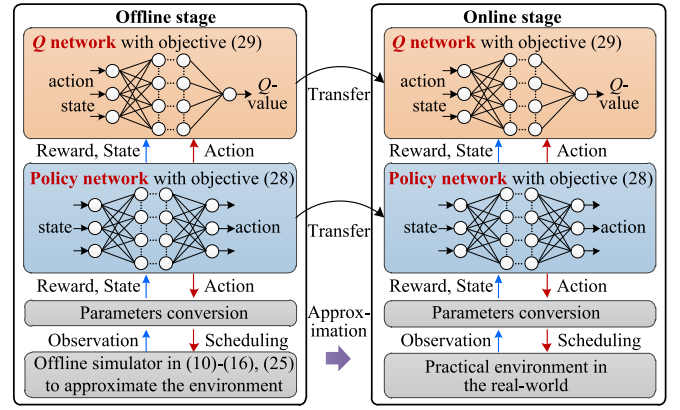 Offline stage
Q network with objective (29)
action
state
Q-
value
Reward, State
Action
Policy network with objective (28)
state
action
Reward, State
Action
Parameters conversion
Observation
Scheduling
Offline simulator in (10)-(16), (25)
to approximate the environment
Transfer
Transfer
Approx-
imation
Online stage
Q network with objective (29)
action
state
Q-
value
Reward, State
Action
Policy network with objective (28)
state
action
Reward, State
Action
Parameters conversion
Observation
Scheduling
Practical environment in
the real-world